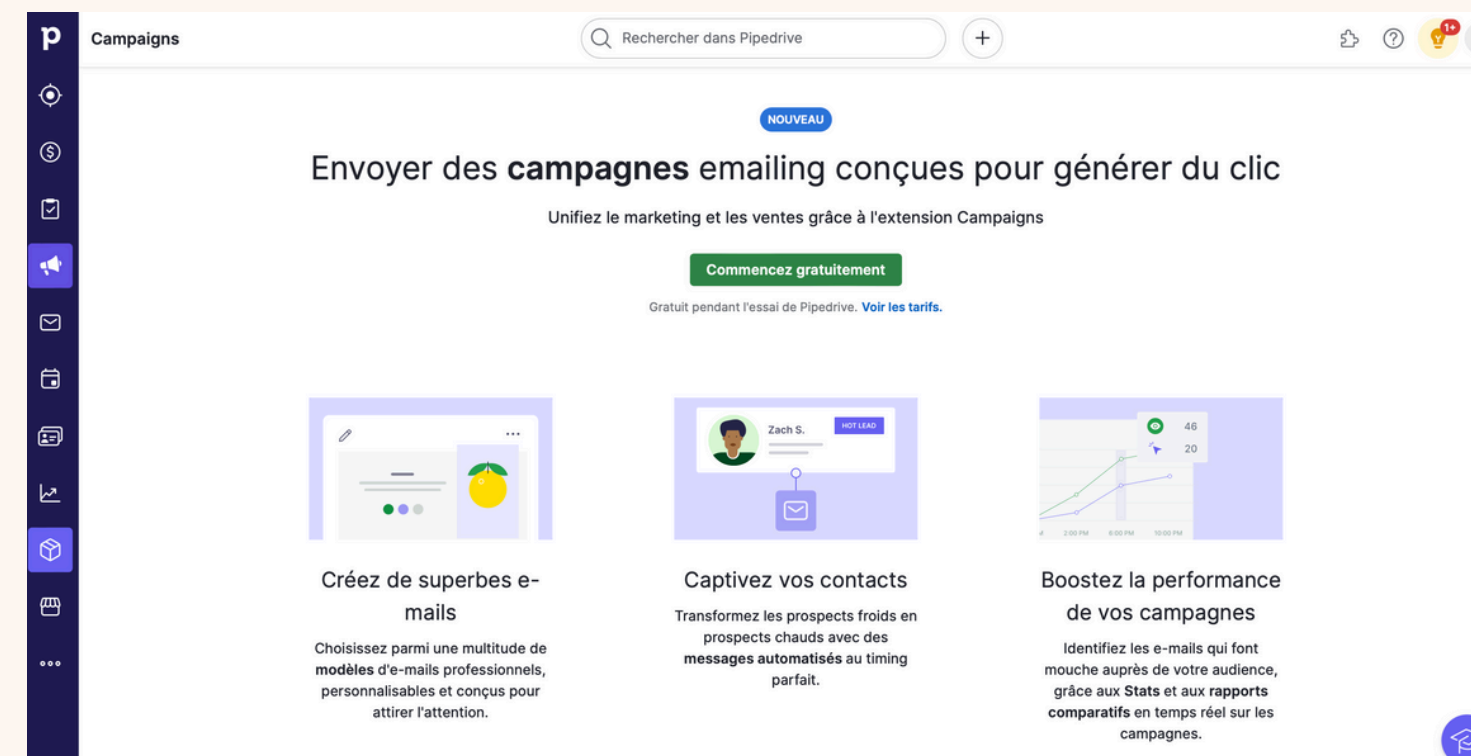 p
Campaigns
Rechercher dans Pipedrive
+
?
1+
NOUVEAU
Envoyer des campagnes emailing conçues pour générer du clic
Unifiez le marketing et les ventes grâce à l'extension Campaigns
Commencez gratuitement
Gratuit pendant l'essai de Pipedrive. Voir les tarifs.
Zach S.
HOT LEAD
46
20
M
2:00 PM
6:00 PM
10:00 PM
Créez de superbes e-
mails
Choisissez parmi une multitude de
modèles d'e-mails professionnels,
personnalisables et conçus pour
attirer l'attention.
Captivez vos contacts
Transformez les prospects froids en
prospects chauds avec des
messages automatisés au timing
parfait.
Boostez la performance
de vos campagnes
Identifiez les e-mails qui font
mouche auprès de votre audience,
grâce aux Stats et aux rapports
comparatifs en temps réel sur les
campagnes.